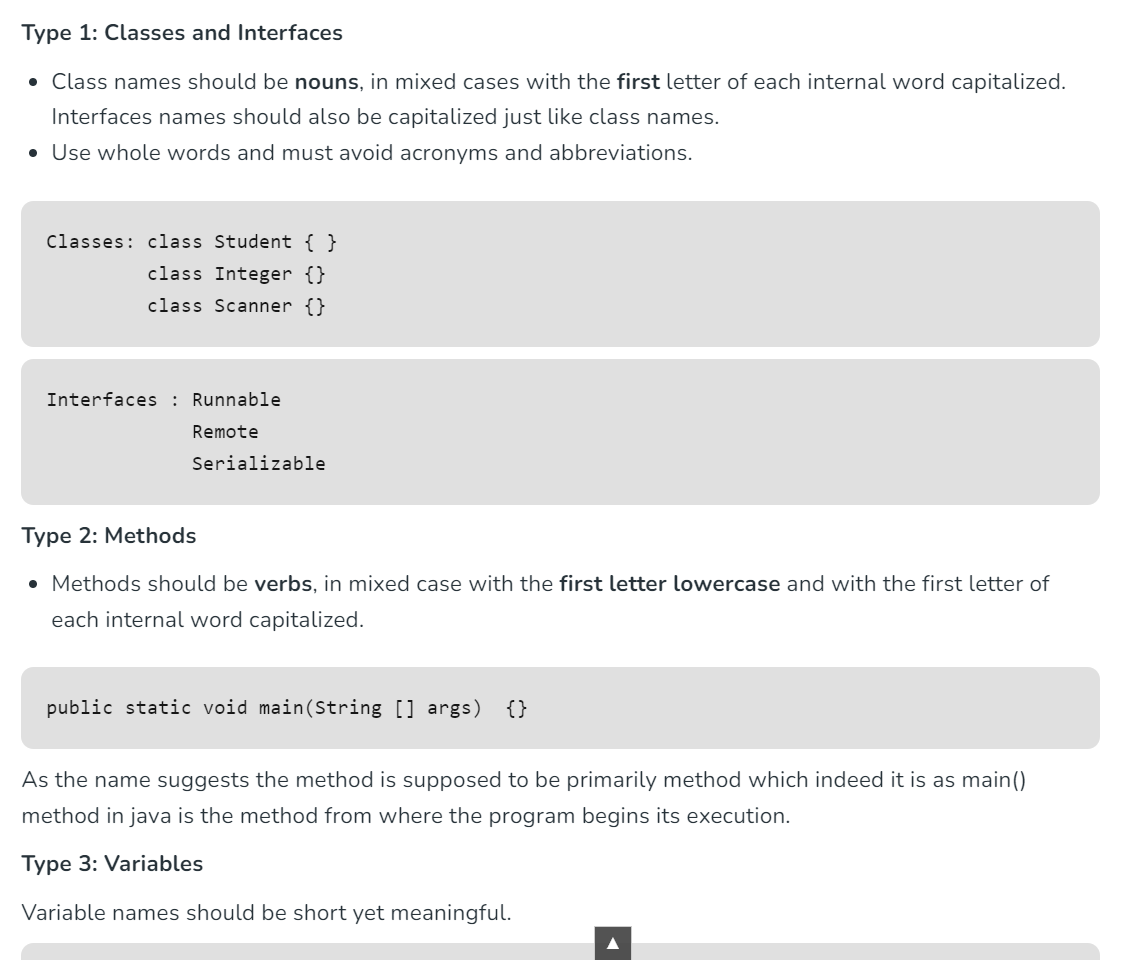 Type 1: Classes and Interfaces
Class names should be nouns, in mixed cases with the first letter of each internal word capitalized.
Interfaces names should also be capitalized just like class names.
Use whole words and must avoid acronyms and abbreviations.
Classes: class Student { }
class Integer {}
class Scanner {}
Interfaces : Runnable
Remote
Serializable
Type 2: Methods
Methods should be verbs, in mixed case with the first letter lowercase and with the first letter of
each internal word capitalized.
public static void main(String [] args)  {}
As the name suggests the method is supposed to be primarily method which indeed it is as main()
method in java is the method from where the program begins its execution.
Type 3: Variables
Variable names should be short yet meaningful.